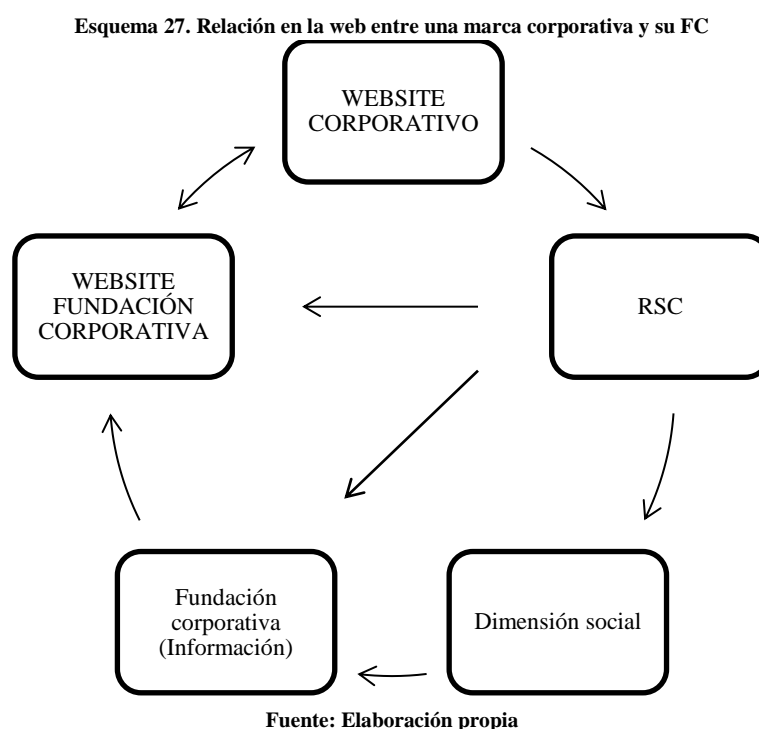 Esquema 27. Relación en la web entre una marca corporativa y su FC
WEBSITE
CORPORATIVO
WEBSITE
FUNDACIÓN
CORPORATIVA
RSC
Fundación
corporativa
(Información)
Dimensión social
Fuente: Elaboración propia